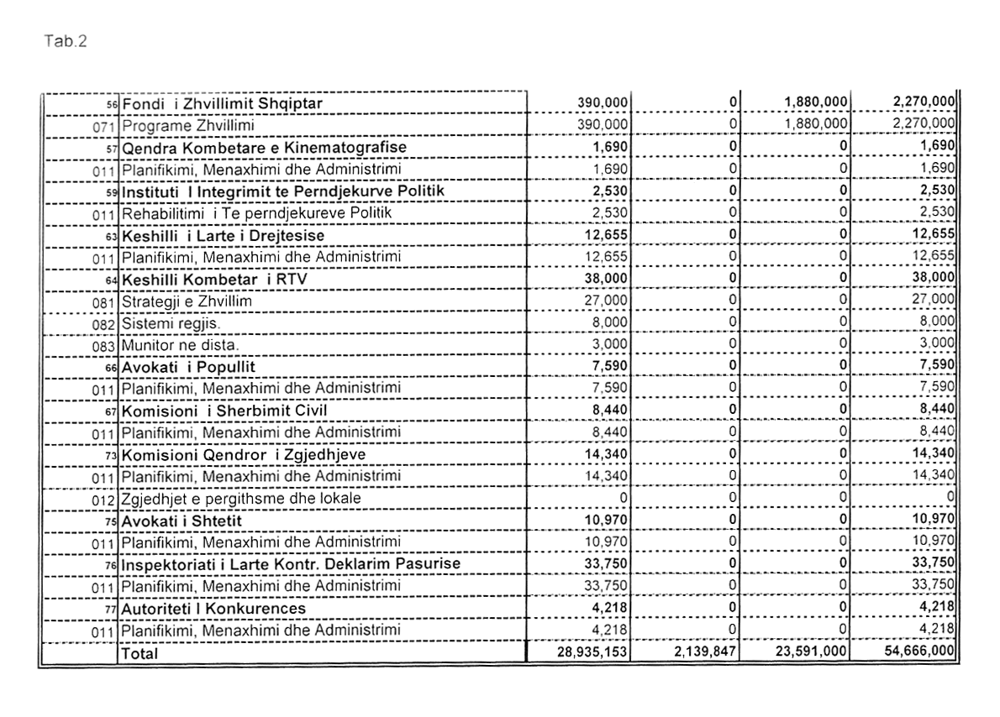 Tab.2
56 Fondi i Zhvillimit Shqiptar 390,000 0 1,880,000 2,270,000
071 Programe Zhvillimi 390,000 0 1,880,000 2,270,000
57 Qendra Kombetare e Kinematografise 1,690 0 0 1,690
011 Planifikimi, Menaxhimi dhe Administrimi 1,690 0 0 1,690
59 Instituti I Integrimit te Perndjekurve Politik 2,530 0 0 2,530
011 Rehabilitimi i Te perndjekureve Politik 2,530 0 0 2,530
63 Keshilli i Larte i Drejtesise 12,655 0 0 12,655
011 Planifikimi, Menaxhimi dhe Administrimi 12,655 0 0 12,655
64 Keshilli Kombetar i RTV 38,000 0 0 38,000
081 Strategji e Zhvillim 27,000 0 0 27,000
082 Sistemi regjis. 8,000 0 0 8,000
083 Munitor ne dista. 3,000 0 0 3,000
66 Avokati i Popullit 7,590 0 0 7,590
011 Planifikimi, Menaxhimi dhe Administrimi 7,590 0 0 7,590
67 Komisioni i Sherbimit Civil 8,440 0 0 8,440
011 Planifikimi, Menaxhimi dhe Administrimi 8,440 0 0 8,440
73 Komisioni Qendror i Zgjedhjeve 14,340 0 0 14,340
011 Planifikimi, Menaxhimi dhe Administrimi 14,340 0 0 14,340
012 Zgjedhjet e pergithsme dhe lokale 0 0 0 0
75 Avokati i Shtetit 10,970 0 0 10,970
011 Planifikimi, Menaxhimi dhe Administrimi 10,970 0 0 10,970
76 Inspektoriati i Larte Kontr. Deklarim Pasurise 33,750 0 0 33,750
011 Planifikimi, Menaxhimi dhe Administrimi 33,750 0 0 33,750
77 Autoriteti I Konkurences 4,218 0 0 4,218
011 Planifikimi, Menaxhimi dhe Administrimi 4,218 0 0 4,218
Total 28,935,153 2,139,847 23,591,000 54,666,000